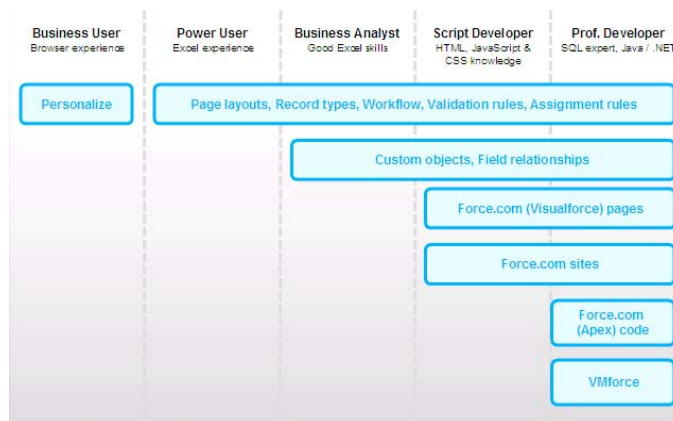 Business User
Browser experience
Power User
Excel experience
Business Analyst
Good Excel skills
Script Developer
HTML, JavaScript &
CSS knowledge
Prof. Developer
SQL expert, Java / .NET
Personalize
Page layouts, Record types, Workflow, Validation rules, Assignment rules
Custom objects, Field relationships
Force.com (Visualforce) pages
Force.com sites
Force.com
(Apex) code
VMforce